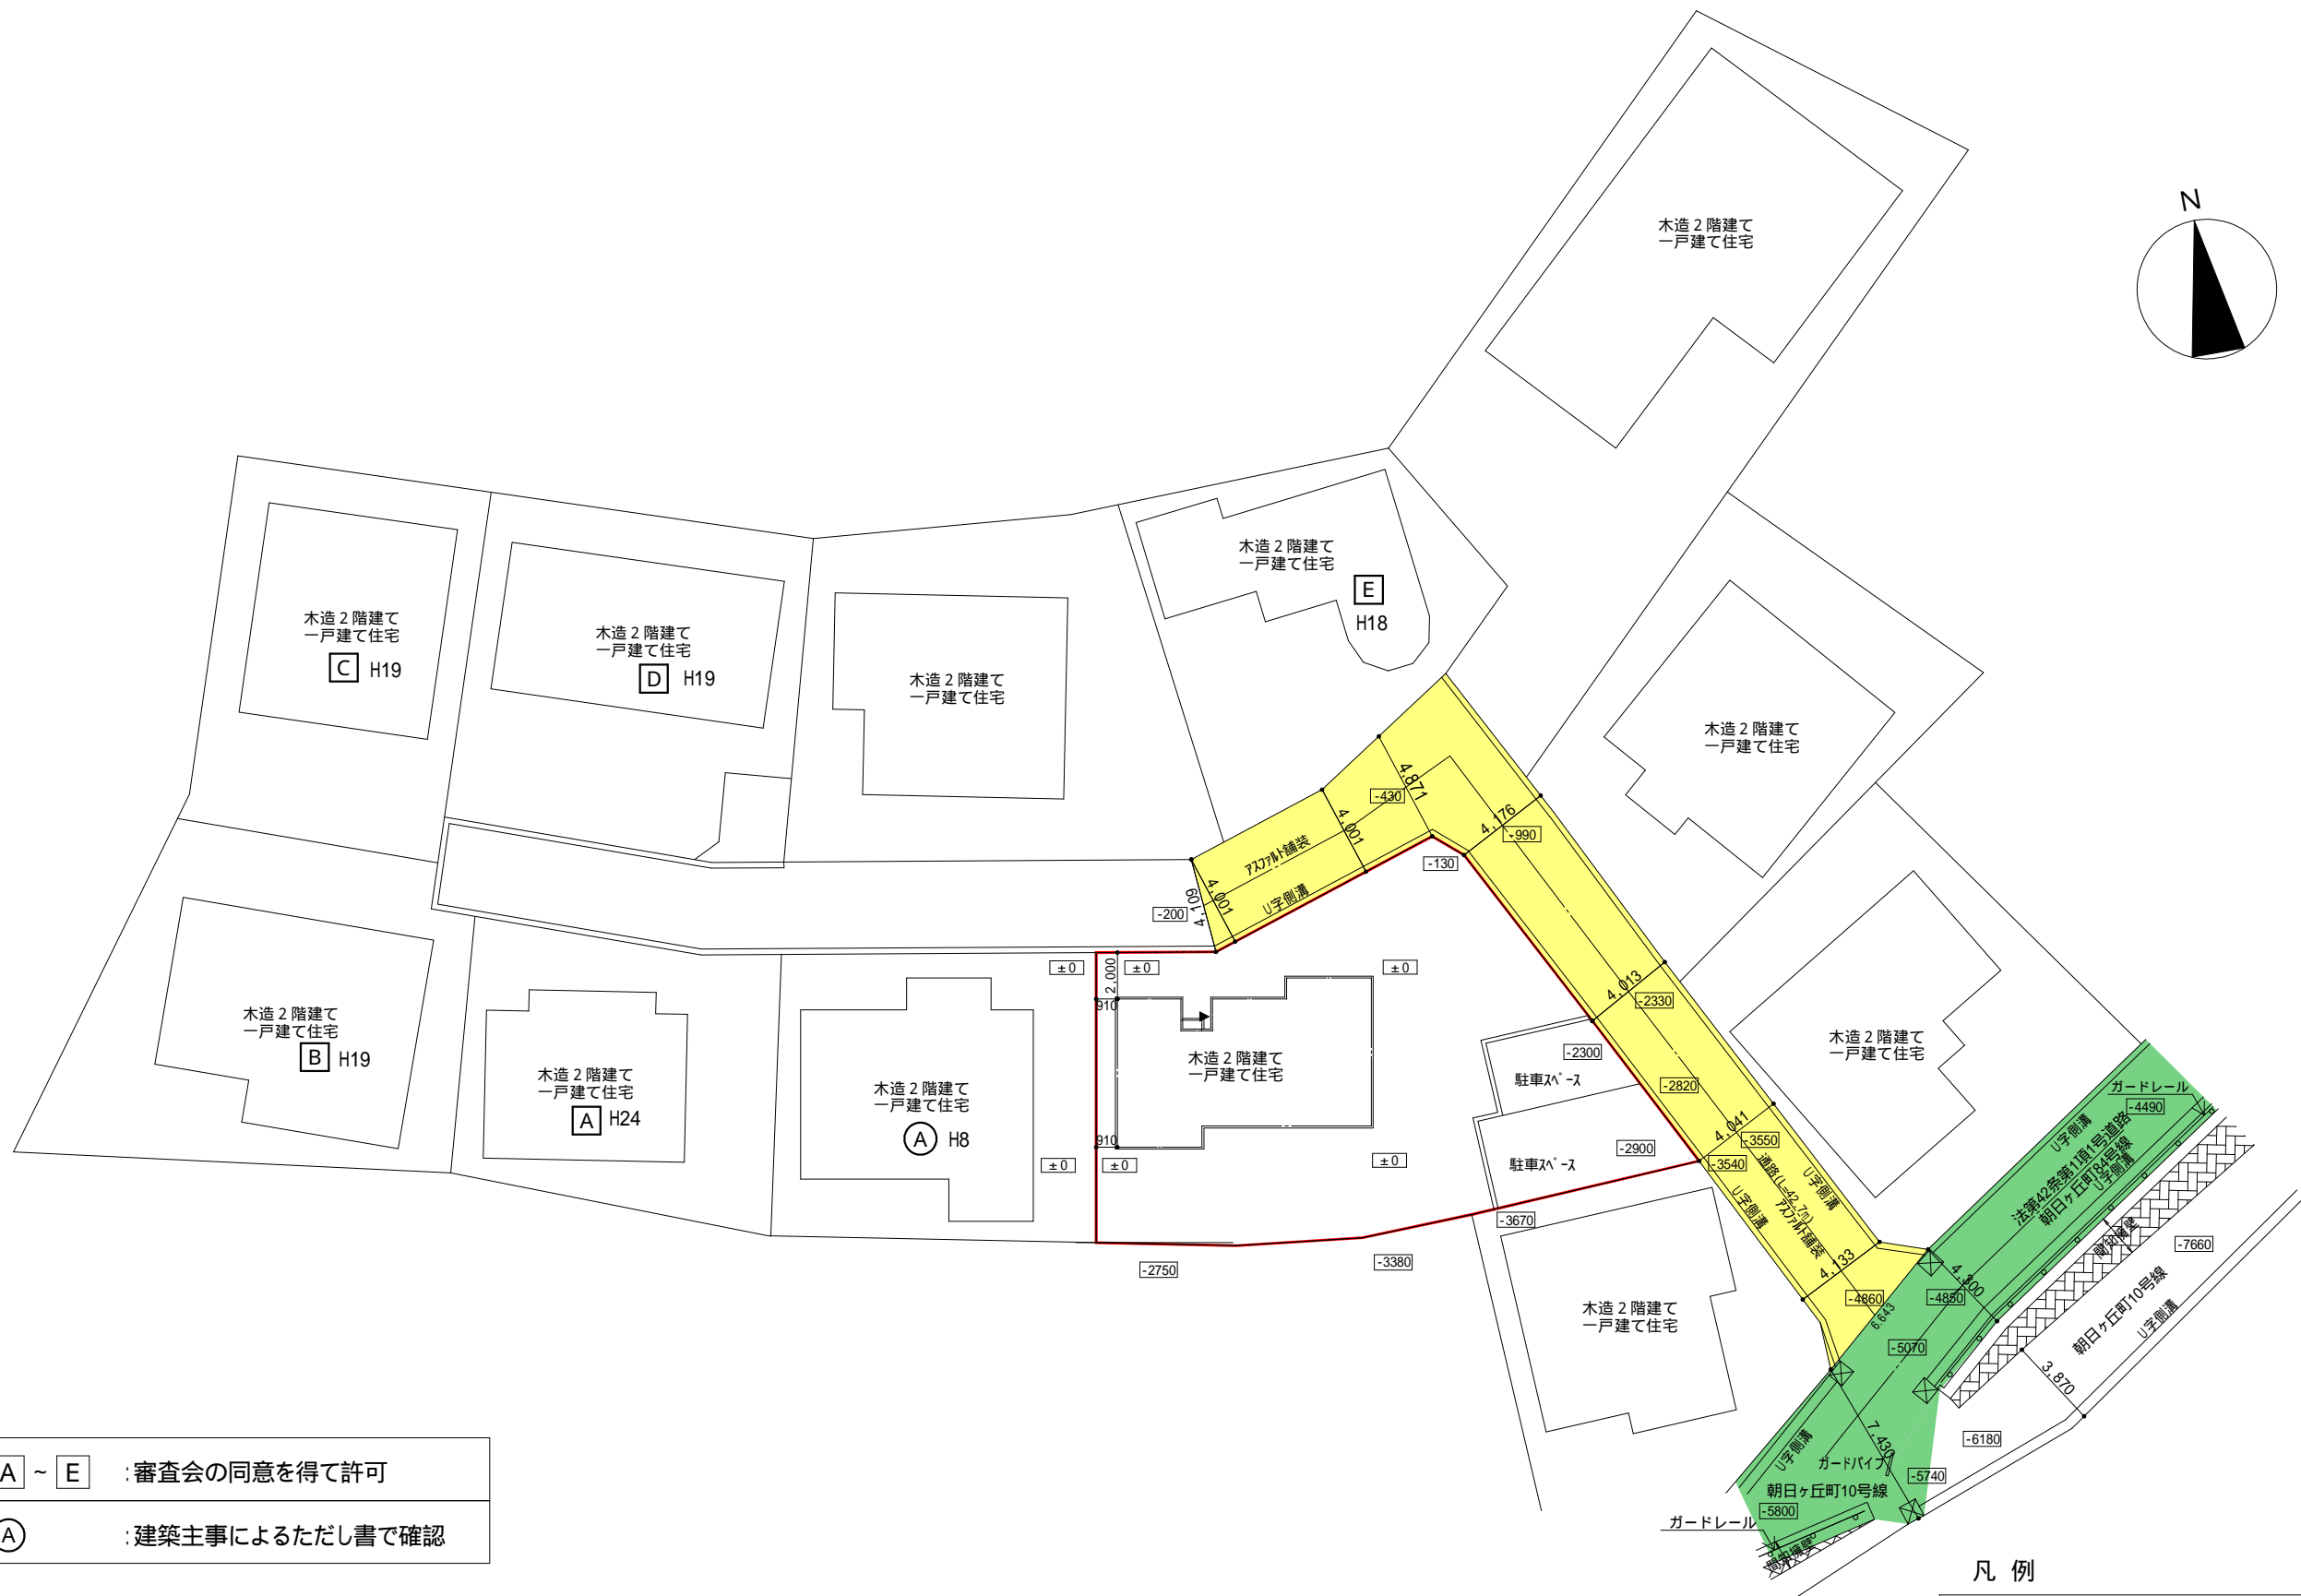 N
木造２階建て
一戸建て住宅
木造２階建て
一戸建て住宅
E
H18
木造２階建て
一戸建て住宅
C H19
木造２階建て
一戸建て住宅
D H19
木造２階建て
一戸建て住宅
木造２階建て
一戸建て住宅
4,871
-430
4,176
-990
4,001
アスファルト舗装
-130
4,001
U字側溝
4,109
-200
±0
±0
±0
2,000
910
4,013
-2330
木造２階建て
一戸建て住宅
B H19
木造２階建て
一戸建て住宅
A H24
木造２階建て
一戸建て住宅
A H8
木造２階建て
一戸建て住宅
910
±0
±0
±0
-2300
駐車スペース
-2820
木造２階建て
一戸建て住宅
4,041
-3550
-2900
-3540
駐車スペース
通路(L=42.7m)
アスファルト舗装
U字側溝
U字側溝
-3670
-3380
-2750
ガードレール
-4490
U字側溝
法第42条第1項1号道路
朝日ヶ丘町84号線
U字側溝
間知擁壁
-7660
4,133
-4860
4,300
-4850
6.643
-5070
朝日ヶ丘町10号線
U字側溝
3,870
木造２階建て
一戸建て住宅
7,430
-6180
U字側溝
ガードパイプ
-5740
朝日ヶ丘町10号線
-5800
ガードレール
間知擁壁
A ~ E :審査会の同意を得て許可
A :建築主事によるただし書で確認
凡 例